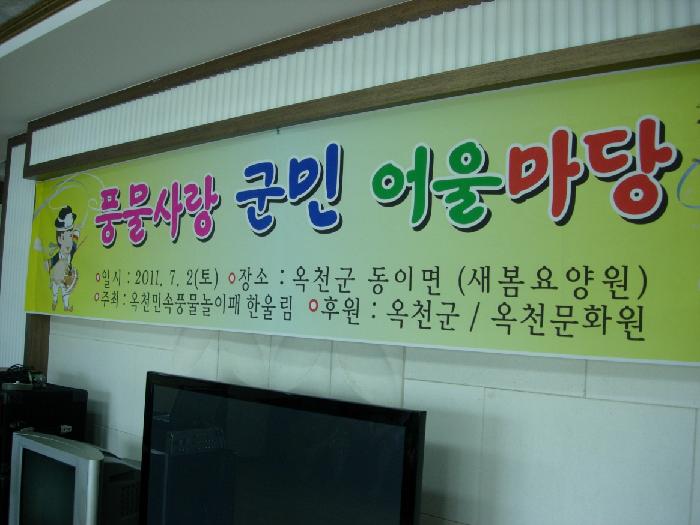 풍물사랑 군민 어울마당
일시 : 2011. 7. 2(토) 장소 : 옥천군 동이면 (새봄요양원)
주최 : 옥천민속풍물놀이패 한울림 후원 : 옥천군 / 옥천문화원